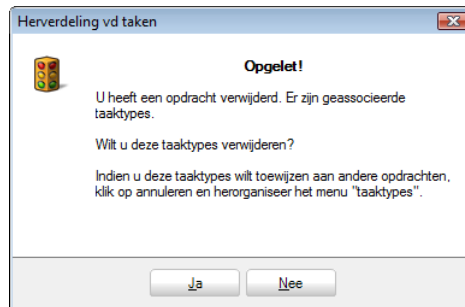 Herverdeling vd taken
Opgelet!
U heeft een opdracht verwijderd. Er zijn geassocieerde
taaktypes.
Wilt u deze taaktypes verwijderen?
Indien u deze taaktypes wilt toewijzen aan andere opdrachten,
klik op annuleren en herorganiseer het menu "taaktypes".
Ja
Nee